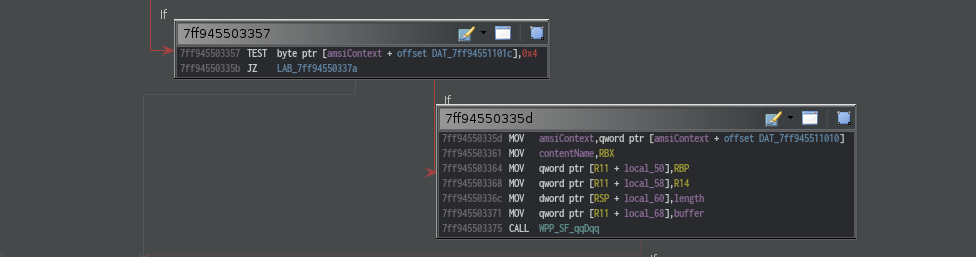 If
7ff945503357
7ff945503357 TEST byte ptr [amsiContext + offset DAT_7ff94551101c],0x4
7ff94550335b JZ LAB_7ff94550337a
If
7ff94550335d
7ff94550335d MOV amsiContext,qword ptr [amsiContext + offset DAT_7ff945511010]
7ff945503361 MOV contentName,RBX
7ff945503364 MOV qword ptr [R11 + local_50],RBP
7ff945503368 MOV qword ptr [R11 + local_58],R14
7ff94550336c MOV dword ptr [RSP + local_60],length
7ff945503371 MOV qword ptr [R11 + local_68],buffer
7ff945503375 CALL WPP_SF_qqDqq